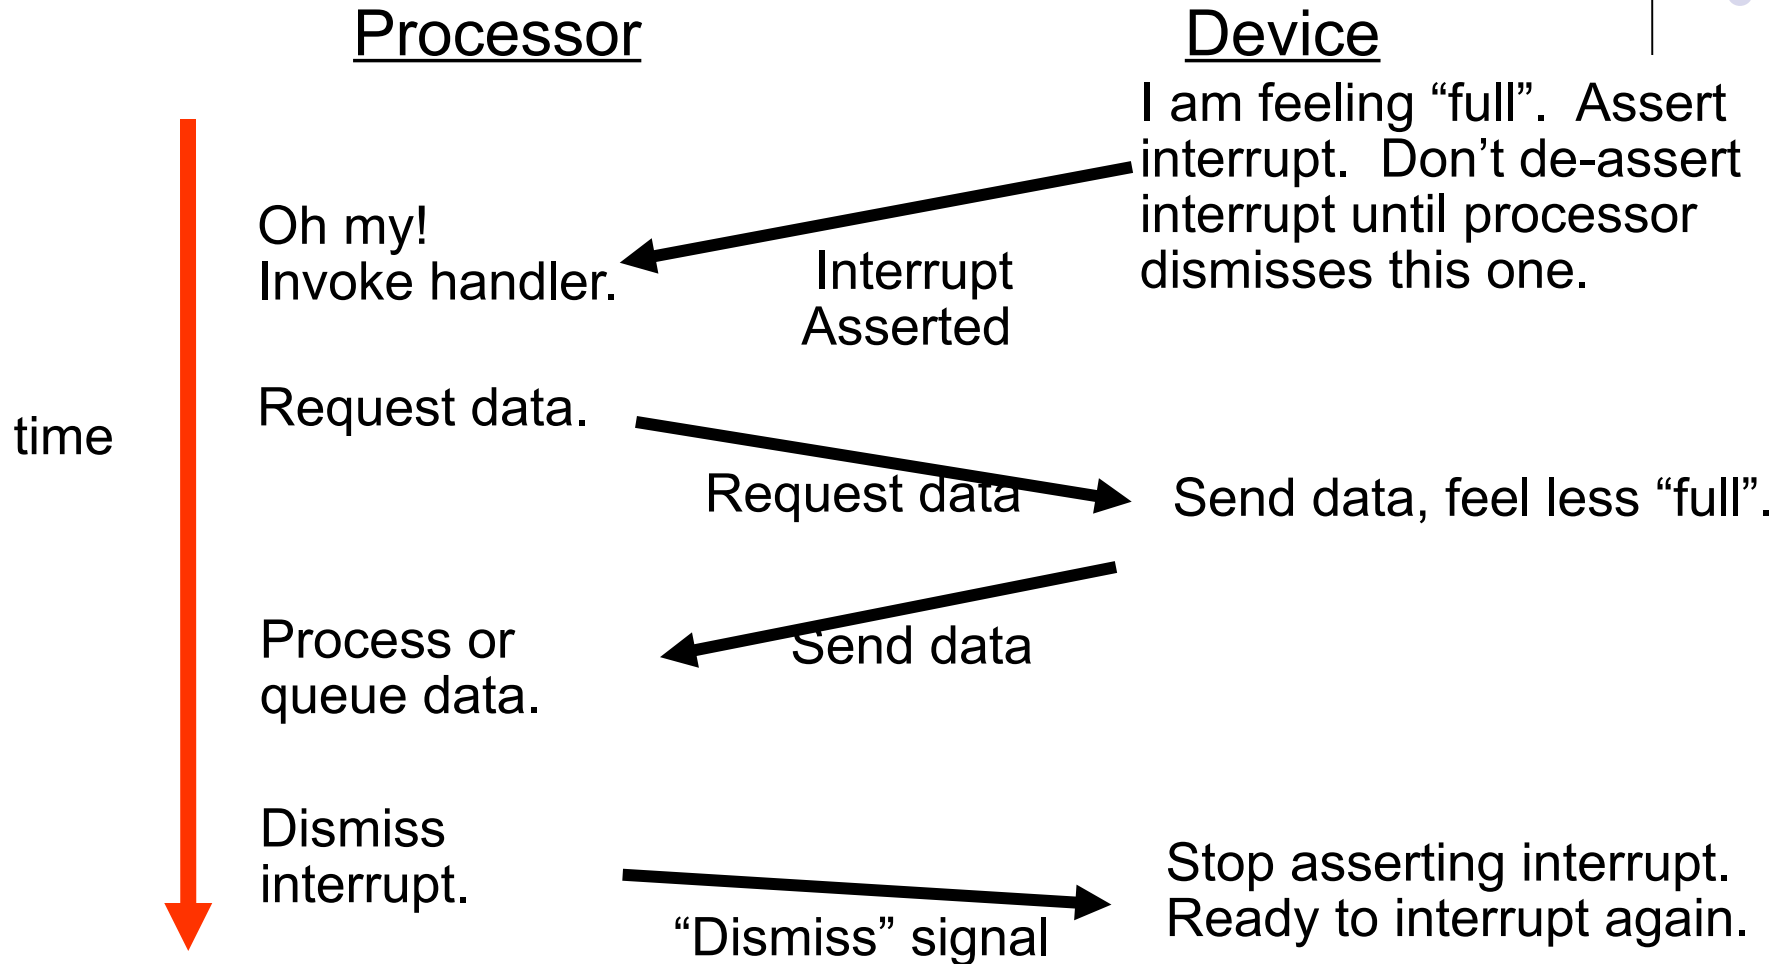 Processor
Device
I am feeling “full”. Assert
interrupt. Don’t de-assert
interrupt until processor
dismisses this one.
Oh my!
Invoke handler.
Interrupt
Asserted
time
Request data.
Request data
Send data, feel less “full”.
Process or
queue data.
Send data
Dismiss
interrupt.
“Dismiss” signal
Stop asserting interrupt.
Ready to interrupt again.